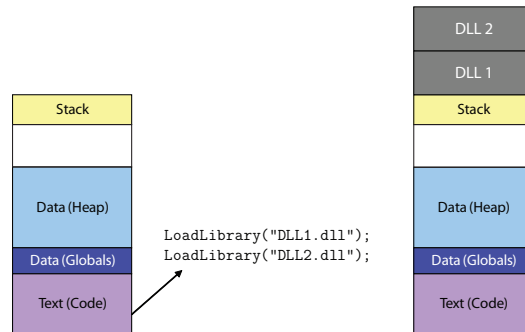 Stack
Data (Heap)
Data (Globals)
Text (Code)
LoadLibrary("DLL1.dll");
LoadLibrary("DLL2.dll");
DLL 2
DLL 1
Stack
Data (Heap)
Data (Globals)
Text (Code)